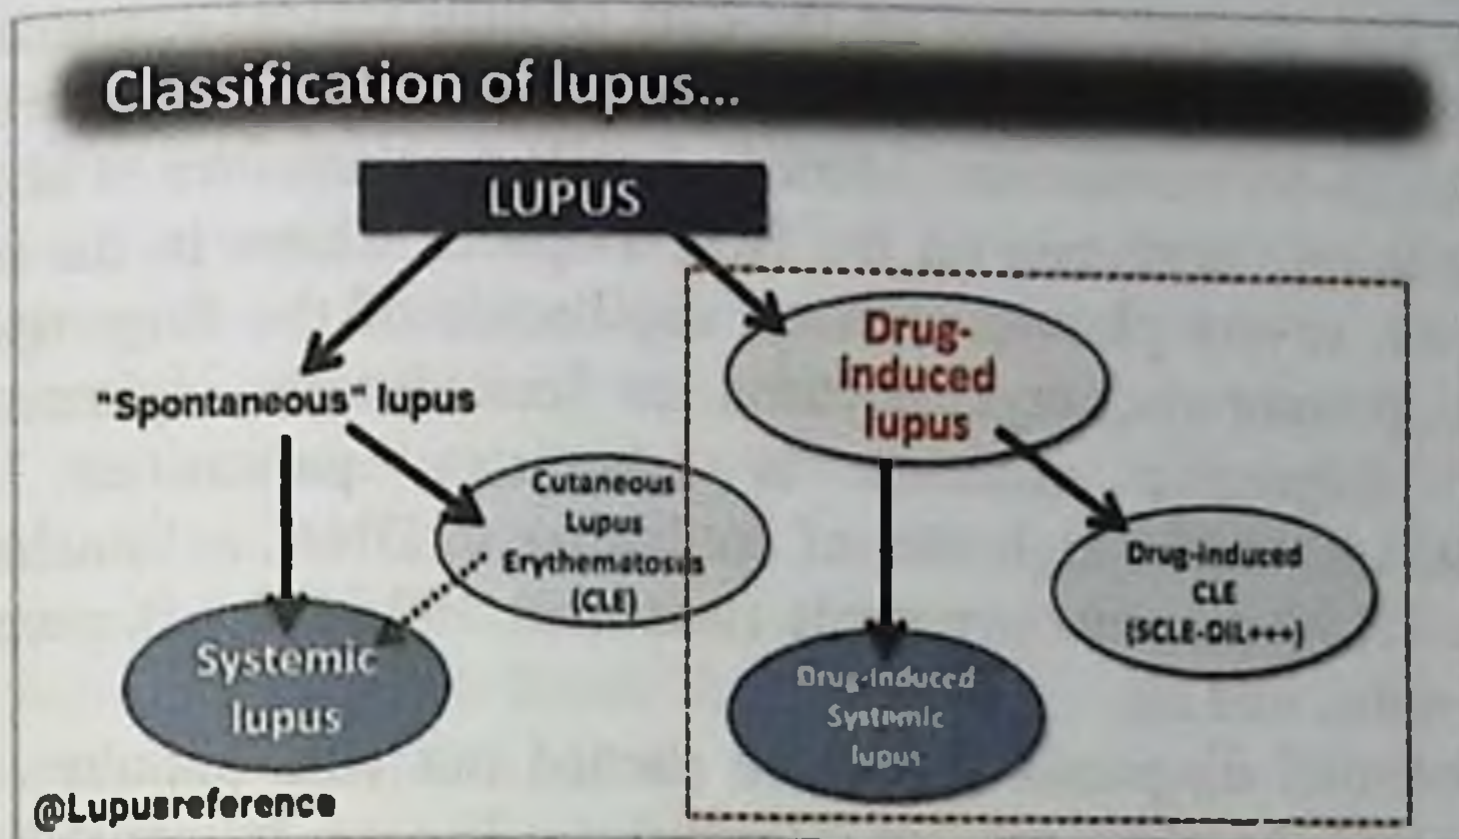 Classification of lupus...
LUPUS
"Spontaneous" lupus
Drug-
induced
lupus
Cutaneous
Lupus
Erythematosus
(CLE)
Drug-induced
CLE
(SCLE-DIL+++)
Systemic
lupus
Drug-induced
Systemic
lupus
@Lupusreference